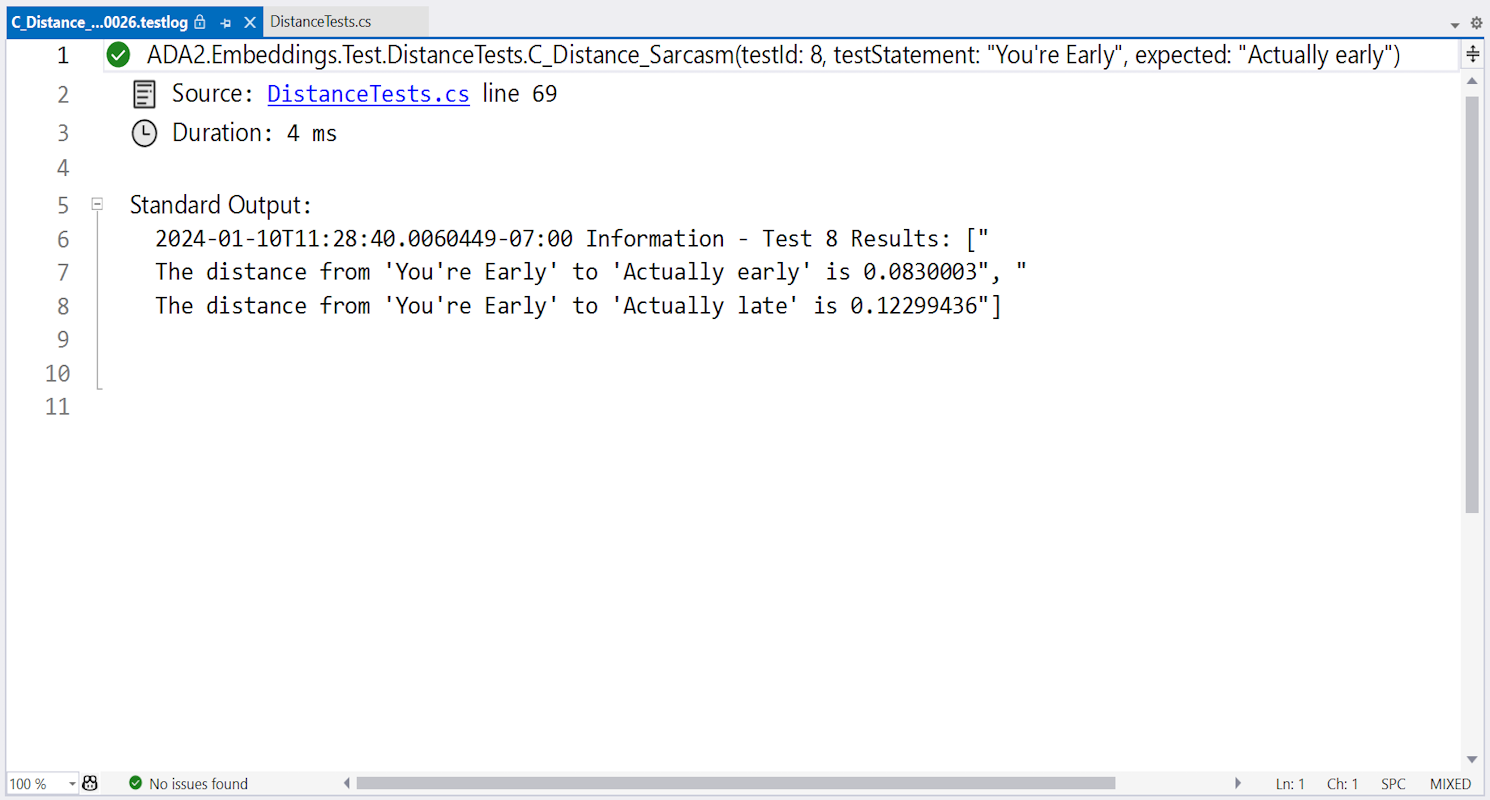 C_Distance_...0026.testlog DistanceTests.cs
1 ADA2.Embeddings.Test.DistanceTests.C_Distance_Sarcasm(testId: 8, testStatement: "You're Early", expected: "Actually early")
2 Source: DistanceTests.cs line 69
3 Duration: 4 ms
4
5 Standard Output:
6 2024-01-10T11:28:40.0060449-07:00 Information - Test 8 Results: ["
7 The distance from 'You're Early' to 'Actually early' is 0.0830003", "
8 The distance from 'You're Early' to 'Actually late' is 0.12299436"]
9
10
11
100 % No issues found Ln: 1 Ch: 1 SPC MIXED